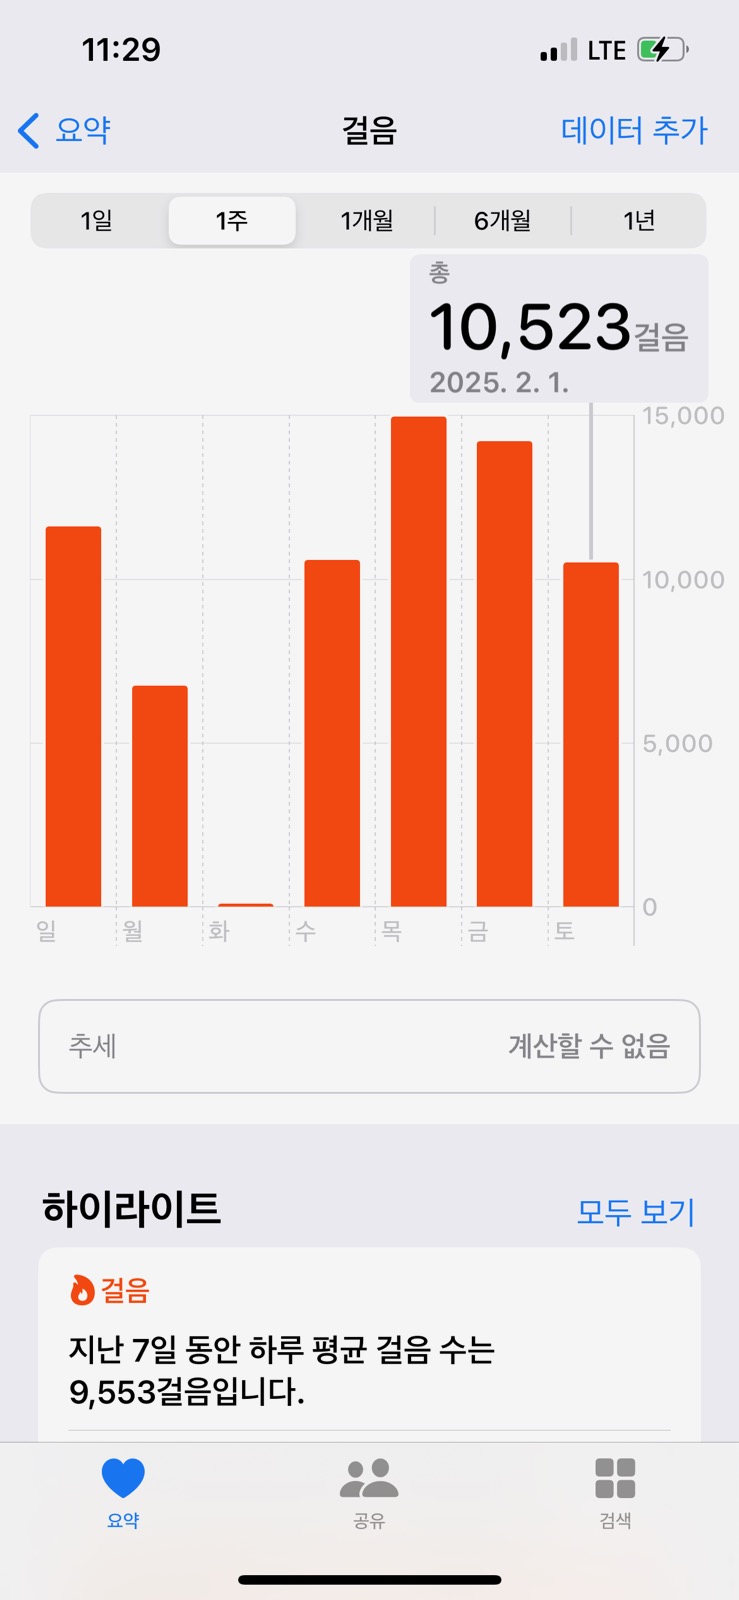 11:29 LTE
요약 걸음 데이터 추가
1일 1주 1개월 6개월 1년
총
10,523걸음
2025. 2. 1.
15,000
10,000
5,000
0
일 월 화 수 목 금 토
추세 계산할 수 없음
하이라이트 모두 보기
걸음
지난 7일 동안 하루 평균 걸음 수는
9,553걸음입니다.
요약 공유 검색